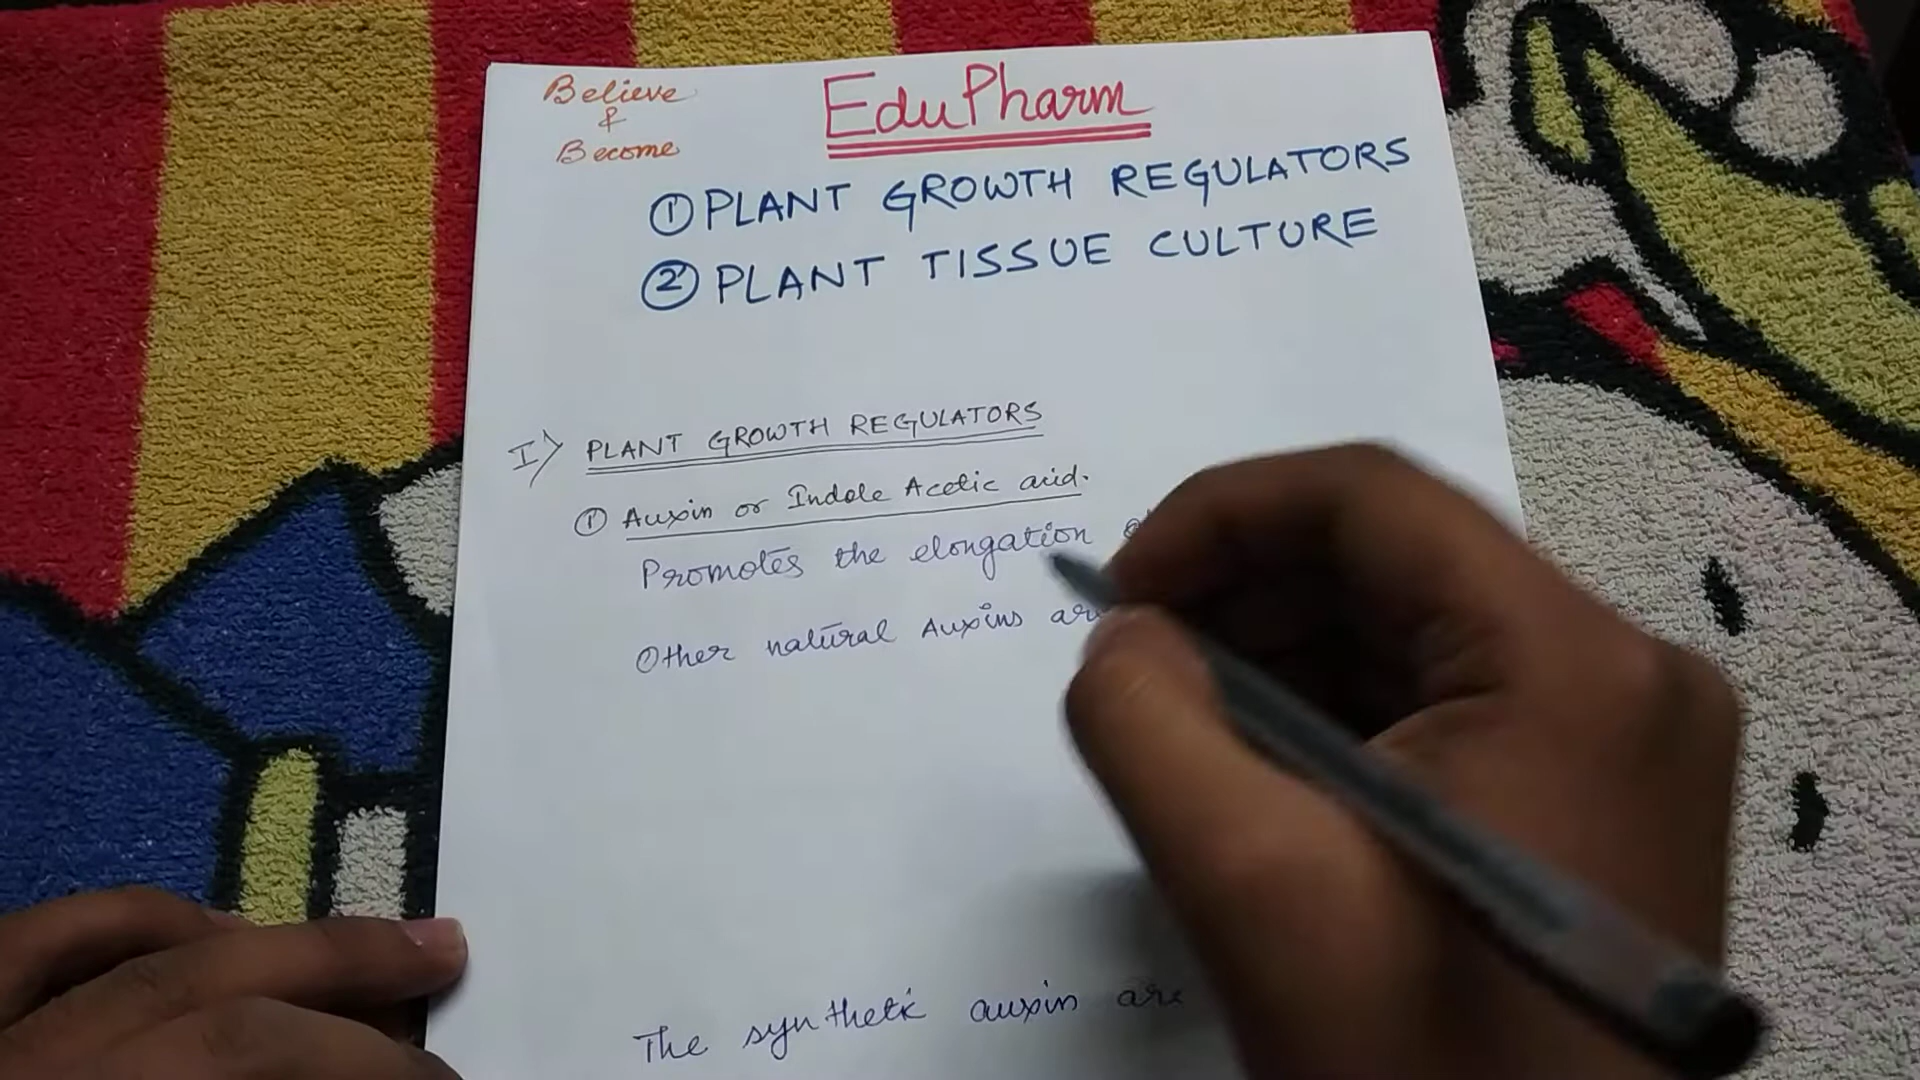 Believe
&
Become
EduPharm
① PLANT GROWTH REGULATORS
② PLANT TISSUE CULTURE
I) PLANT GROWTH REGULATORS
① Auxin or Indole Acetic acid.
Promotes the elongation
Other natural Auxins are
The synthetic auxin are